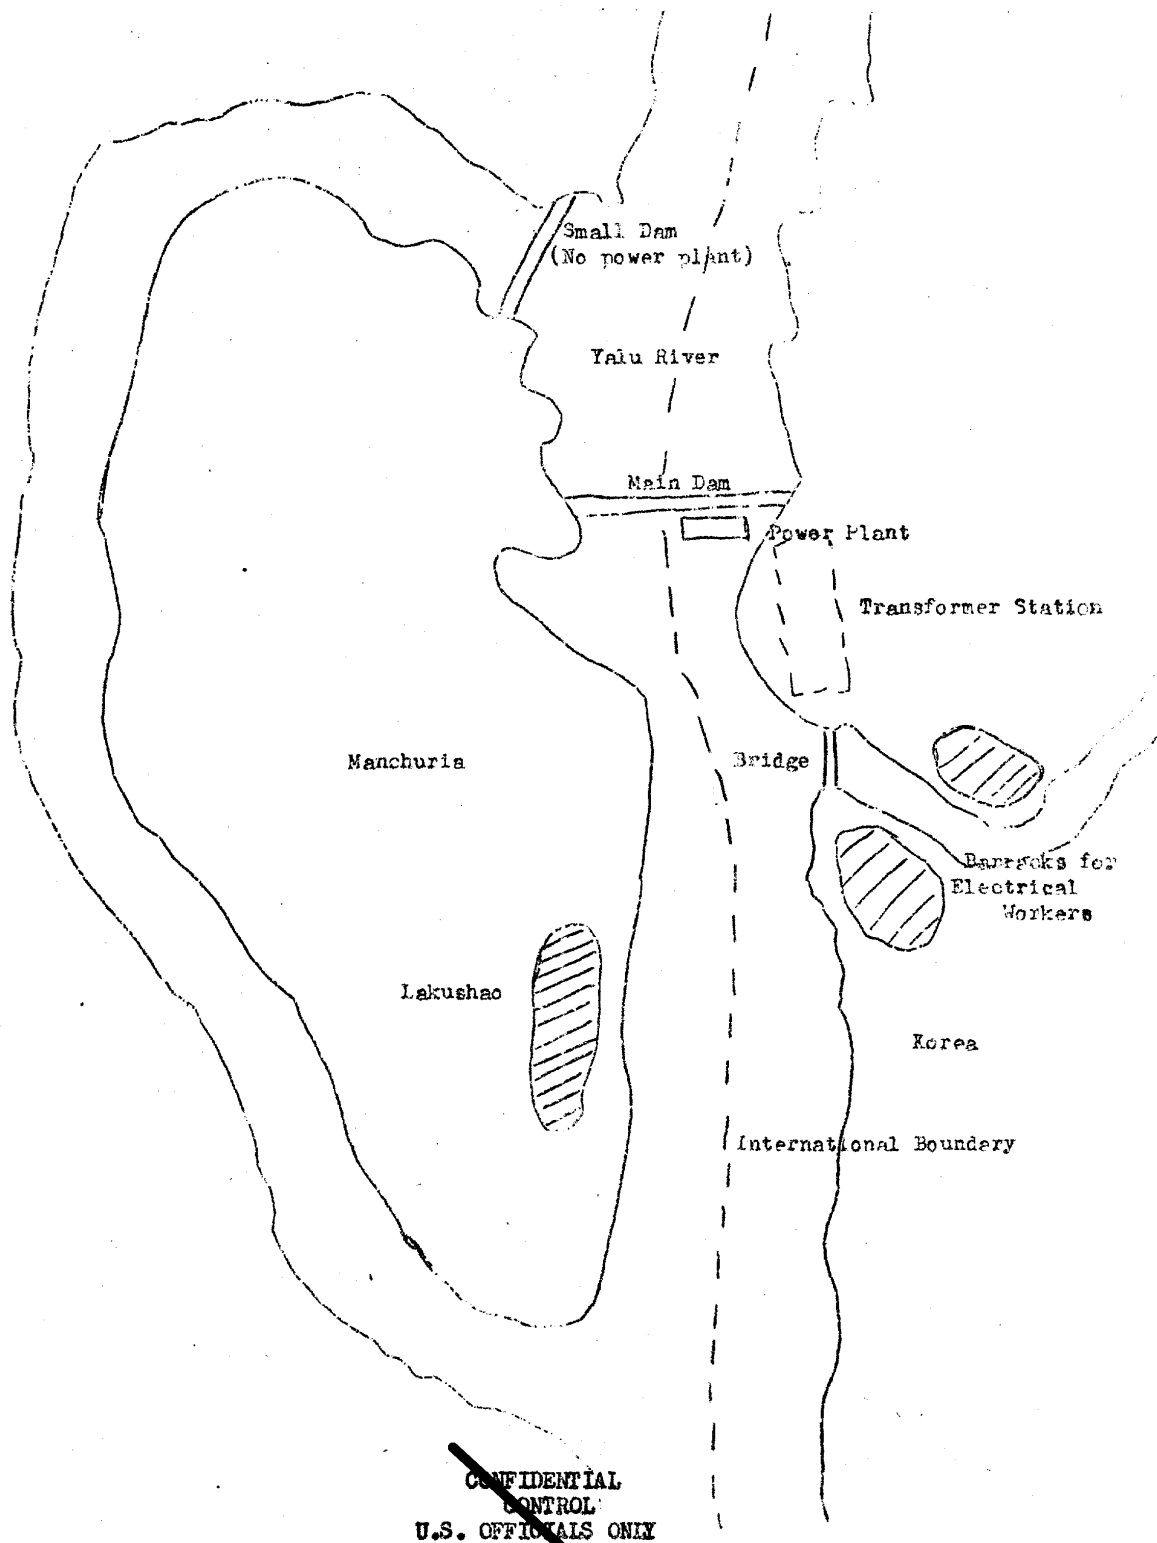 Small Dam
(No power plant)
Yalu River
Main Dam
Power Plant
Transformer Station
Manchuria
Bridge
Barracks for
Electrical
Workers
Lakushao
Korea
International Boundary
CONFIDENTIAL
CONTROL
U.S. OFFICIALS ONLY